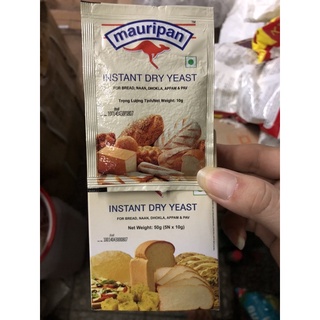 mauripan
INSTANT DRY YEAST
FOR BREAD, NAAN, DHOKLA, APPAM & PAV
Trọng Lượng Tịnh/Net Weight: 10g
INSTANT DRY YEAST
FOR BREAD, NAAN, DHOKLA, APPAM & PAV
Net Weight: 50g (5N x 10g)